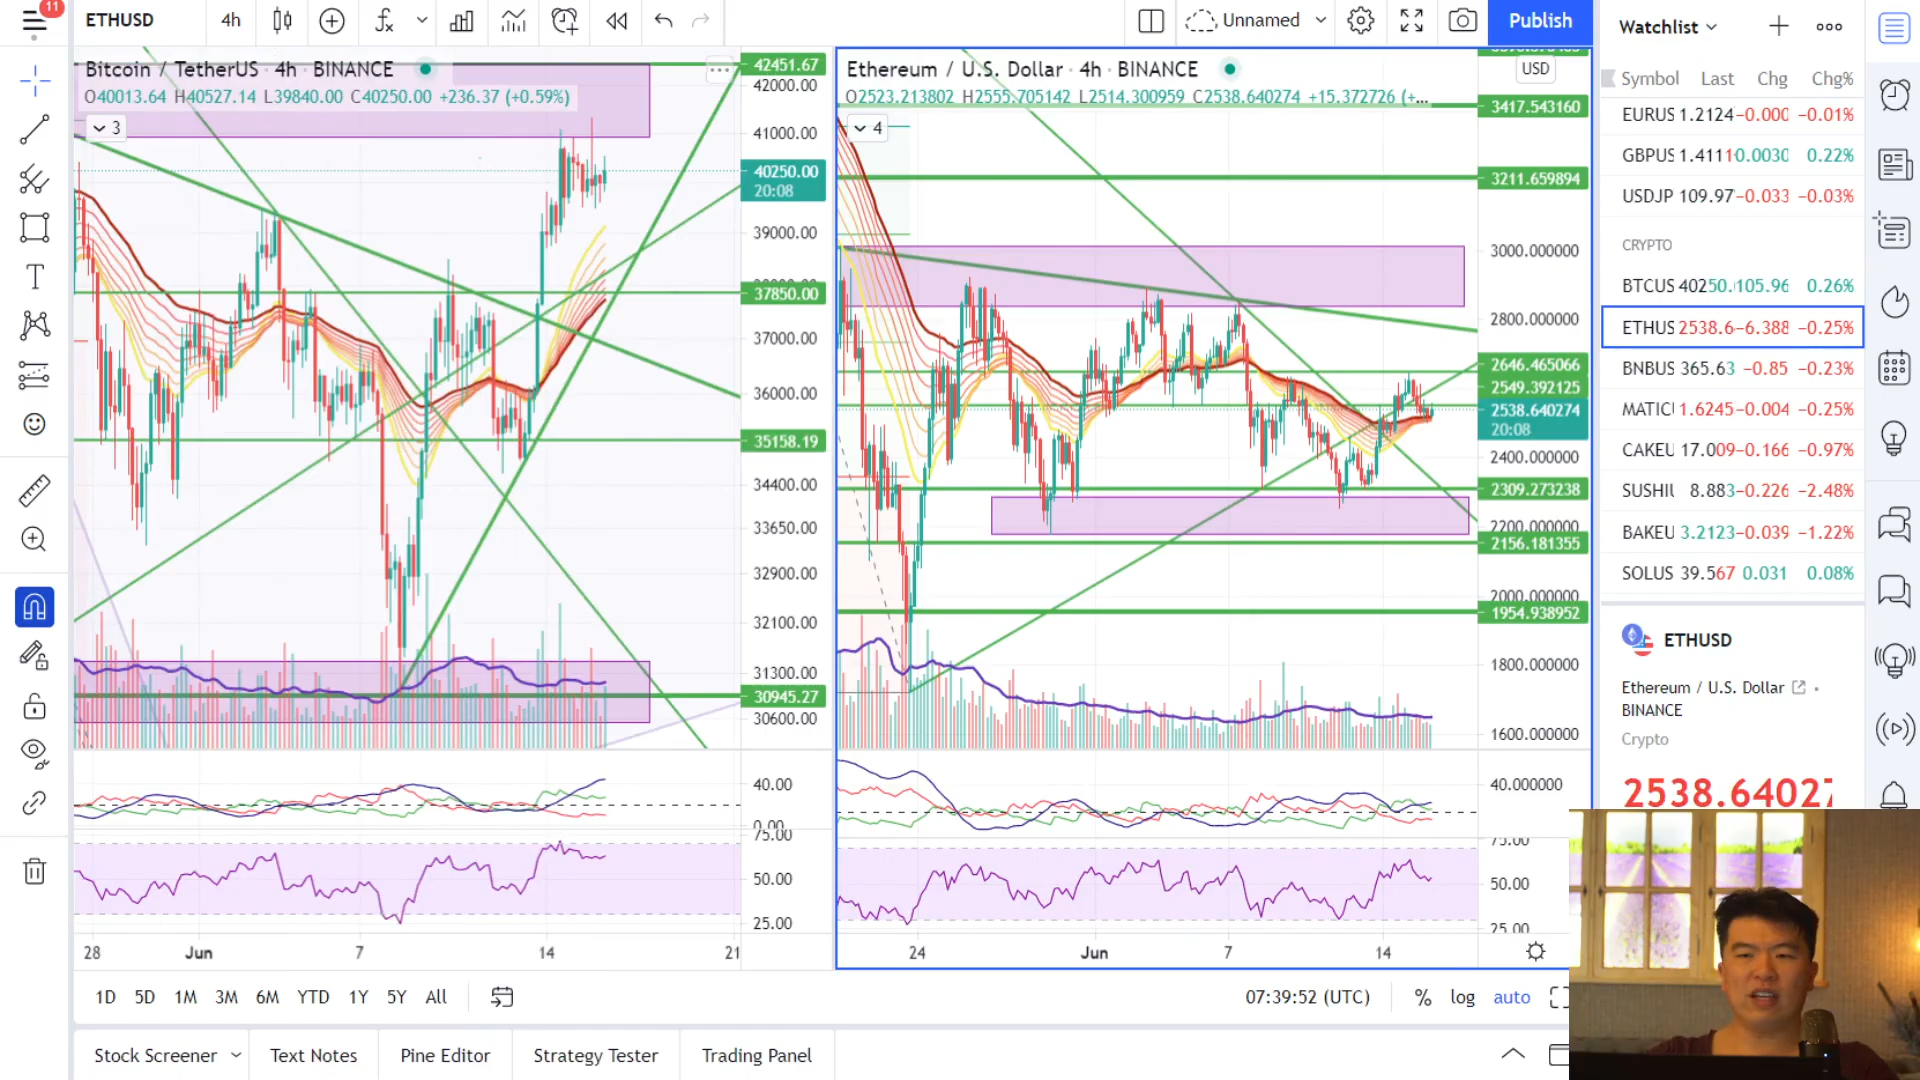 11
ETHUSD
4h
Unnamed
Publish
Bitcoin / TetherUS · 4h · BINANCE
O40013.64 H40527.14 L39840.00 C40250.00 +236.37 (+0.59%)
3
42451.67
42000.00
41000.00
40250.00
20:08
39000.00
37850.00
37000.00
36000.00
35158.19
34400.00
33650.00
32900.00
32100.00
31300.00
30945.27
30600.00
40.00
0.00
75.00
50.00
25.00
28 Jun 7 14 21
Ethereum / U.S. Dollar · 4h · BINANCE
O2523.213802 H2555.705142 L2514.300959 C2538.640274 +15.372726 (+...
4
USD
3417.543160
3211.659894
3000.000000
2800.000000
2646.465066
2549.392125
2538.640274
20:08
2400.000000
2309.273238
2200.000000
2156.181355
2000.000000
1954.938952
1800.000000
1600.000000
40.000000
75.00
50.00
25.00
24 Jun 7 14
1D 5D 1M 3M 6M YTD 1Y 5Y All
07:39:52 (UTC) % log auto
Stock Screener Text Notes Pine Editor Strategy Tester Trading Panel
Watchlist
Symbol Last Chg Chg%
EURUS 1.2124 -0.000 -0.01%
GBPUS 1.4111 0.0030 0.22%
USDJP 109.97 -0.033 -0.03%
CRYPTO
BTCUS 40250. 105.96 0.26%
ETHUS 2538.6 -6.388 -0.25%
BNBUS 365.63 -0.85 -0.23%
MATIC 1.6245 -0.004 -0.25%
CAKEU 17.009 -0.166 -0.97%
SUSHI 8.883 -0.226 -2.48%
BAKEU 3.2123 -0.039 -1.22%
SOLUS 39.567 0.031 0.08%
ETHUSD
Ethereum / U.S. Dollar
BINANCE
Crypto
2538.6402